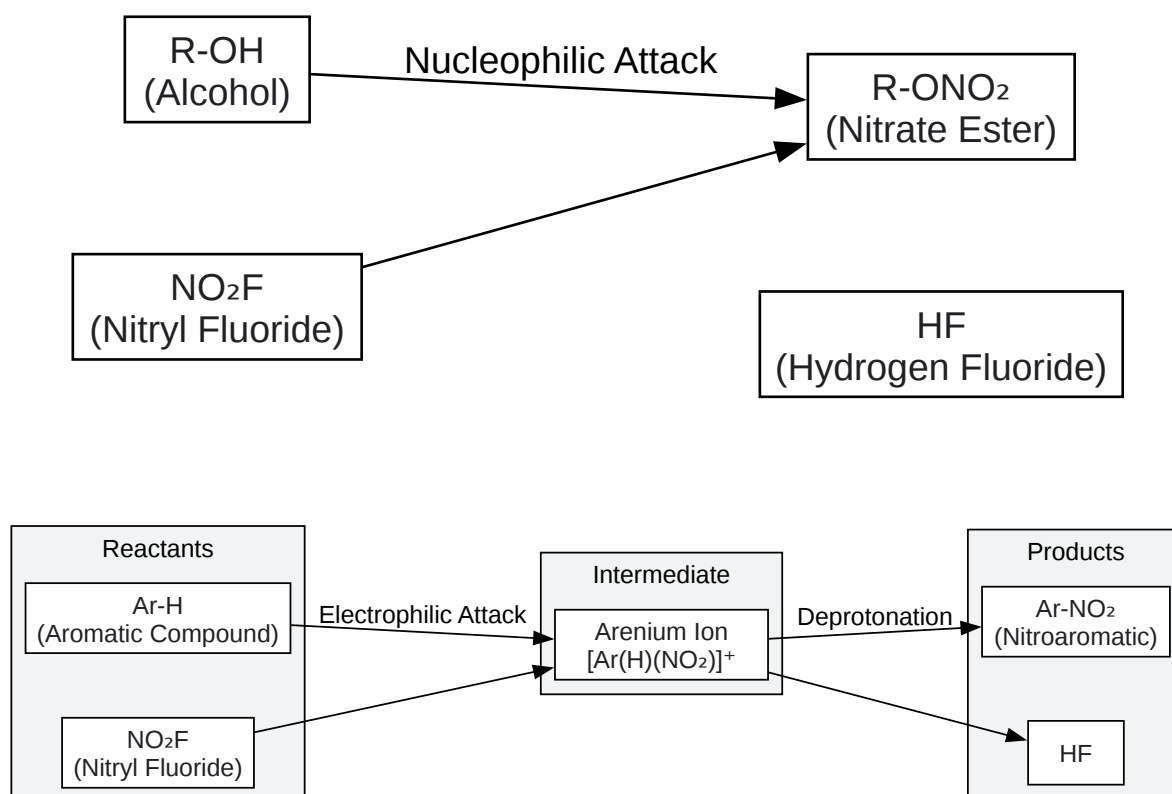 R-OH
(Alcohol)
Nucleophilic Attack
R-ONO₂
(Nitrate Ester)
NO₂F
(Nitryl Fluoride)
HF
(Hydrogen Fluoride)
Reactants
Ar-H
(Aromatic Compound)
NO₂F
(Nitryl Fluoride)
Electrophilic Attack
Intermediate
Arenium Ion
[Ar(H)(NO₂)]⁺
Deprotonation
Products
Ar-NO₂
(Nitroaromatic)
HF